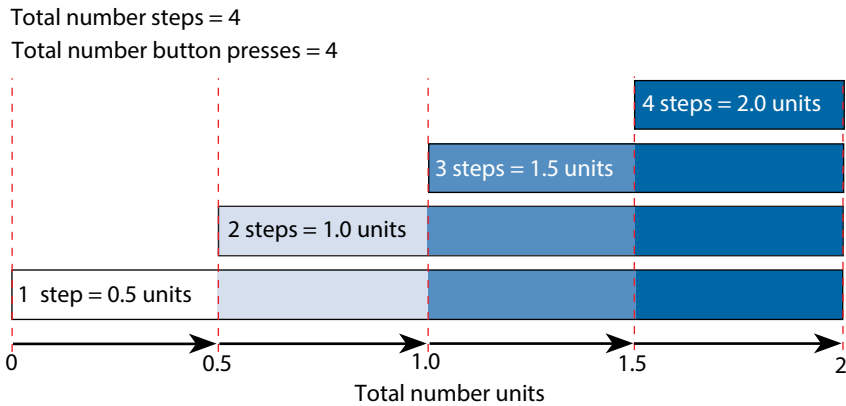 Total number steps = 4
Total number button presses = 4
4 steps = 2.0 units
3 steps = 1.5 units
2 steps = 1.0 units
1 step = 0.5 units
0 0.5 1.0 1.5 2
Total number units